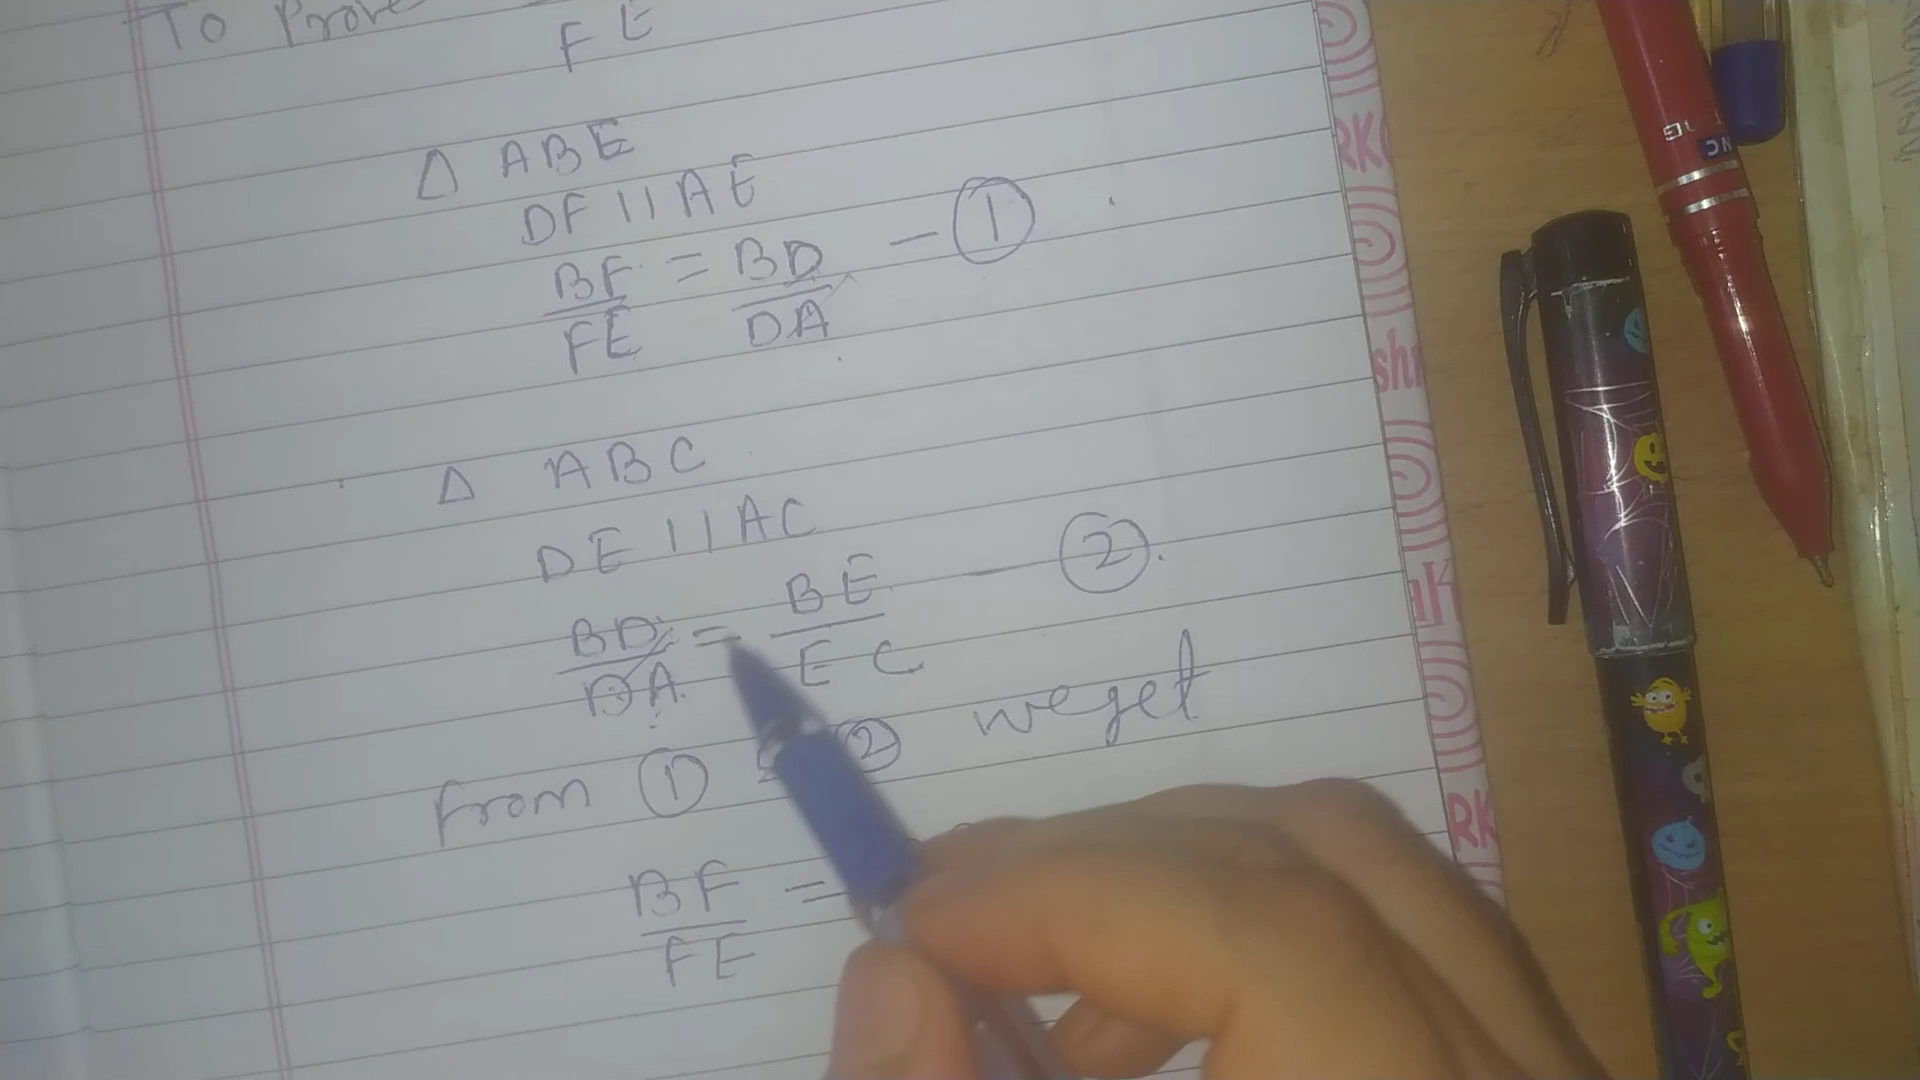 To Prove
FE
Δ ABE
DF || AE
BF = BD — ①
FE DA
Δ ABC
DE || AC
BD = BE — ②
DA EC
from ① ② we get
BF =
FE